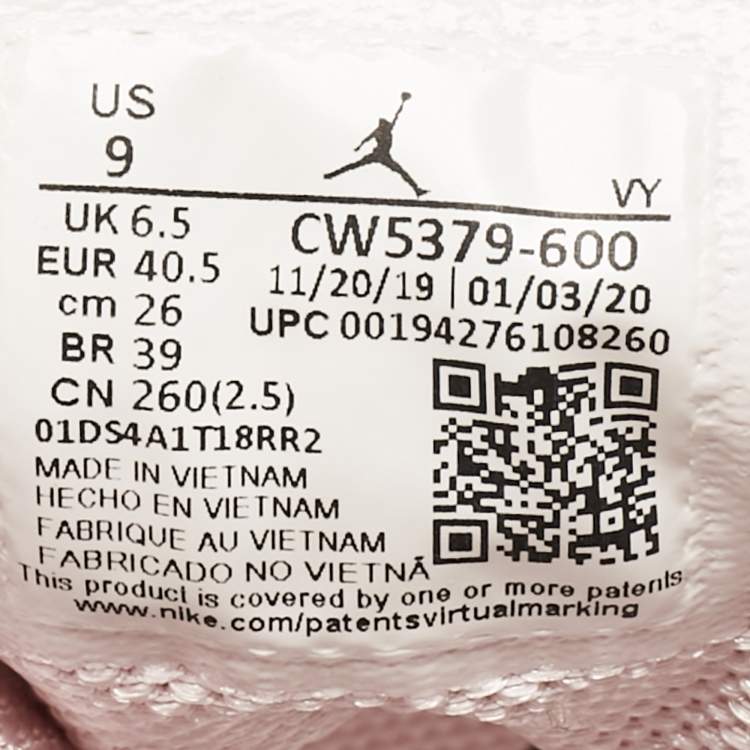 US
9
VY
UK 6.5
EUR 40.5
cm 26
BR 39
CN 260(2.5)
CW5379-600
11/20/19 | 01/03/20
UPC 00194276108260
01DS4A1T18RR2
MADE IN VIETNAM
HECHO EN VIETNAM
FABRIQUE AU VIETNAM
FABRICADO NO VIETNÃ
This product is covered by one or more patents
www.nike.com/patentsvirtualmarking